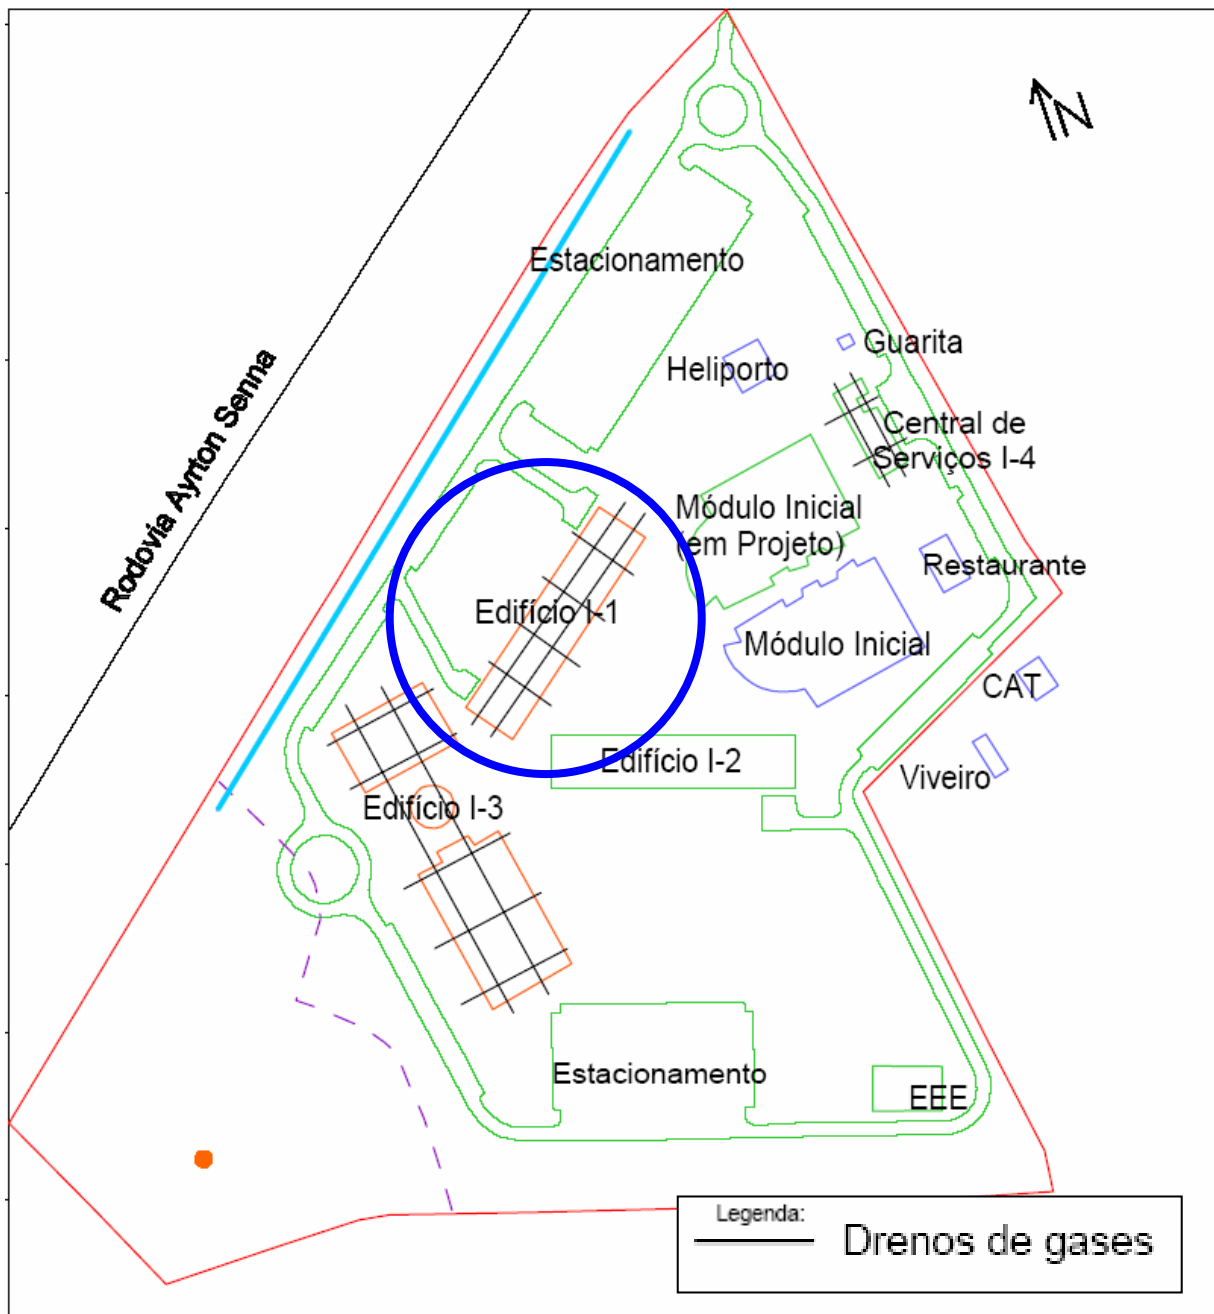 N
Estacionamento
Rodovia Ayrton Senna
Guarita
Heliporto
Central de
Serviços I-4
Módulo Inicial
(em Projeto)
Restaurante
Edifício I-1
Módulo Inicial
CAT
Edifício I-2
Viveiro
Edifício I-3
Estacionamento
EEE
Legenda:
Drenos de gases